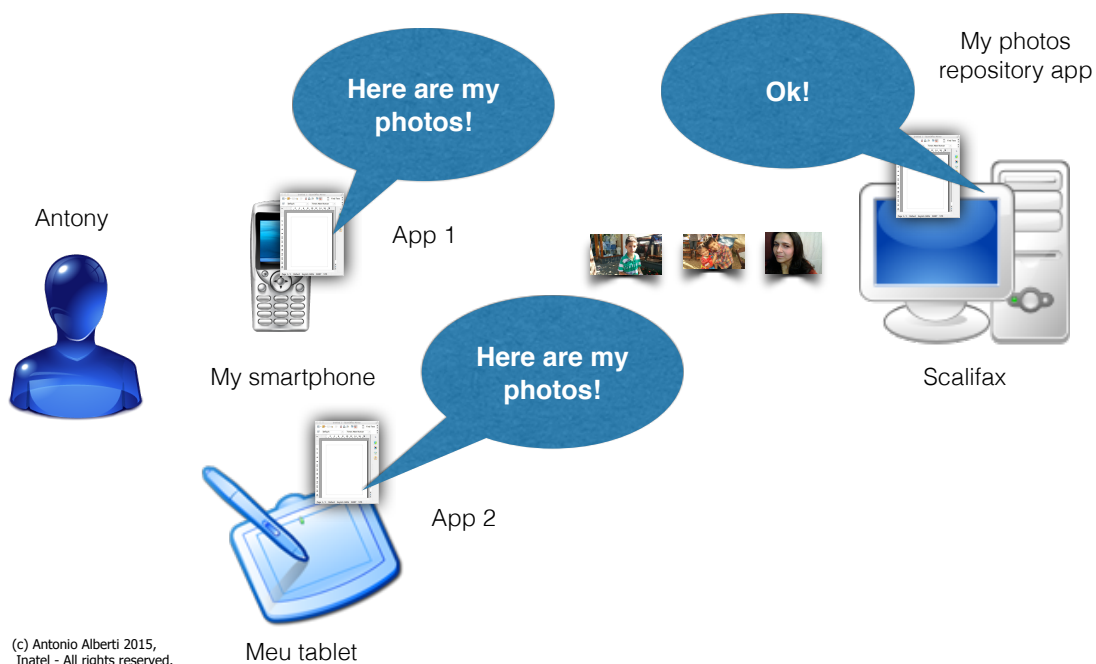 My photos
repository app
Here are my
photos!
Ok!
Antony
App 1
My smartphone
Here are my
photos!
Scalifax
App 2
Meu tablet
(c) Antonio Alberti 2015,
Inatel - All rights reserved.